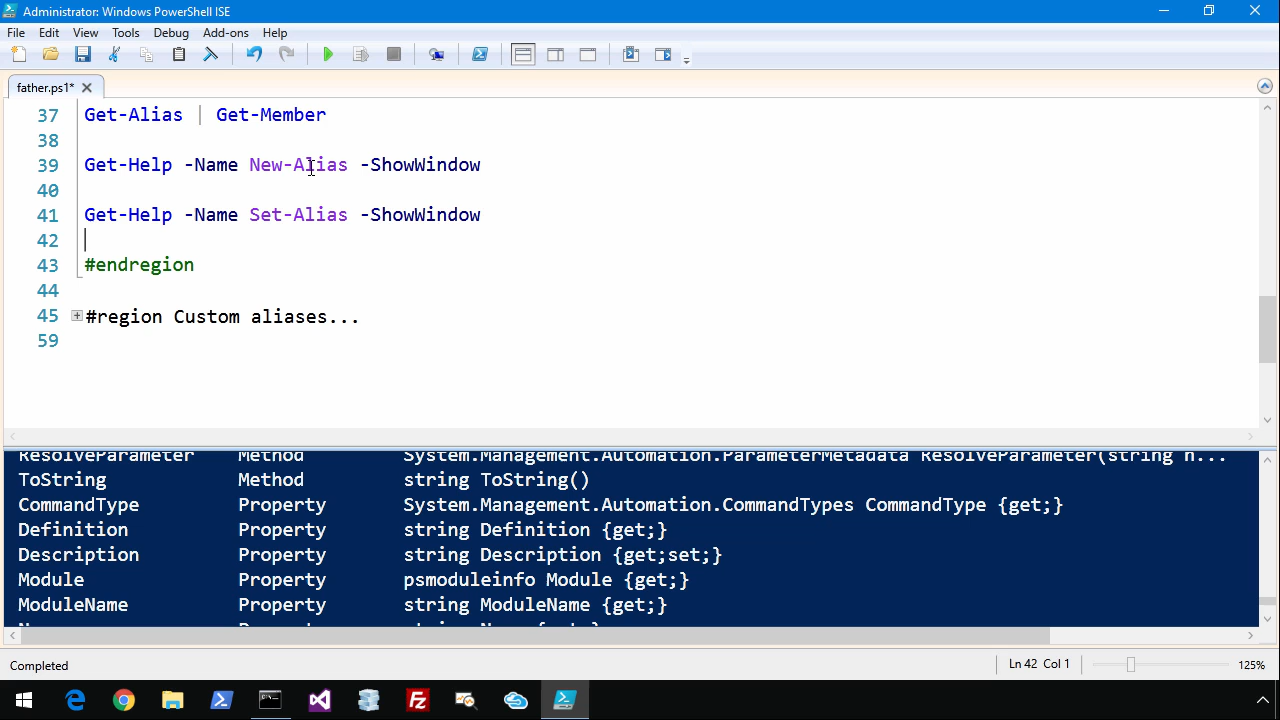 Administrator: Windows PowerShell ISE
File Edit View Tools Debug Add-ons Help
father.ps1*
37 Get-Alias | Get-Member
38
39 Get-Help -Name New-Alias -ShowWindow
40
41 Get-Help -Name Set-Alias -ShowWindow
42
43 #endregion
44
45 #region Custom aliases...
59
ResolveParameter Method System.Management.Automation.ParameterMetadata ResolveParameter(string n...
ToString Method string ToString()
CommandType Property System.Management.Automation.CommandTypes CommandType {get;}
Definition Property string Definition {get;}
Description Property string Description {get;set;}
Module Property psmoduleinfo Module {get;}
ModuleName Property string ModuleName {get;}
Completed
Ln 42 Col 1
125%